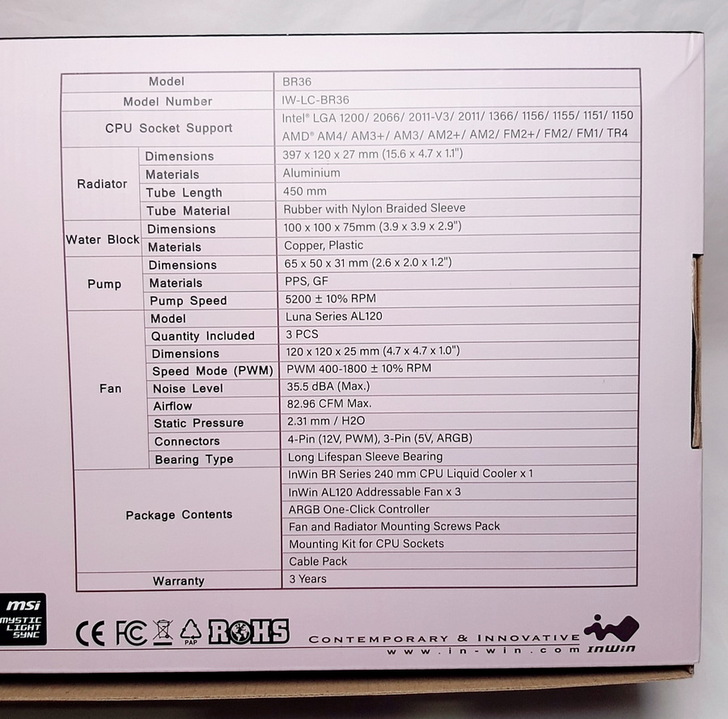 Model BR36
Model Number IW-LC-BR36
CPU Socket Support Intel® LGA 1200/ 2066/ 2011-V3/ 2011/ 1366/ 1156/ 1155/ 1151/ 1150
AMD® AM4/ AM3+/ AM3/ AM2+/ AM2/ FM2+/ FM2/ FM1/ TR4
Radiator
Dimensions 397 x 120 x 27 mm (15.6 x 4.7 x 1.1")
Materials Aluminium
Tube Length 450 mm
Tube Material Rubber with Nylon Braided Sleeve
Water Block
Dimensions 100 x 100 x 75mm (3.9 x 3.9 x 2.9")
Materials Copper, Plastic
Pump
Dimensions 65 x 50 x 31 mm (2.6 x 2.0 x 1.2")
Materials PPS, GF
Pump Speed 5200 ± 10% RPM
Fan
Model Luna Series AL120
Quantity Included 3 PCS
Dimensions 120 x 120 x 25 mm (4.7 x 4.7 x 1.0")
Speed Mode (PWM) PWM 400-1800 ± 10% RPM
Noise Level 35.5 dBA (Max.)
Airflow 82.96 CFM Max.
Static Pressure 2.31 mm / H2O
Connectors 4-Pin (12V, PWM), 3-Pin (5V, ARGB)
Bearing Type Long Lifespan Sleeve Bearing
Package Contents
InWin BR Series 240 mm CPU Liquid Cooler x 1
InWin AL120 Addressable Fan x 3
ARGB One-Click Controller
Fan and Radiator Mounting Screws Pack
Mounting Kit for CPU Sockets
Cable Pack
Warranty 3 Years
msi
MYSTIC
LIGHT
SYNC
CE FC PAP ROHS
CONTEMPORARY & INNOVATIVE
www.in-win.com InWin